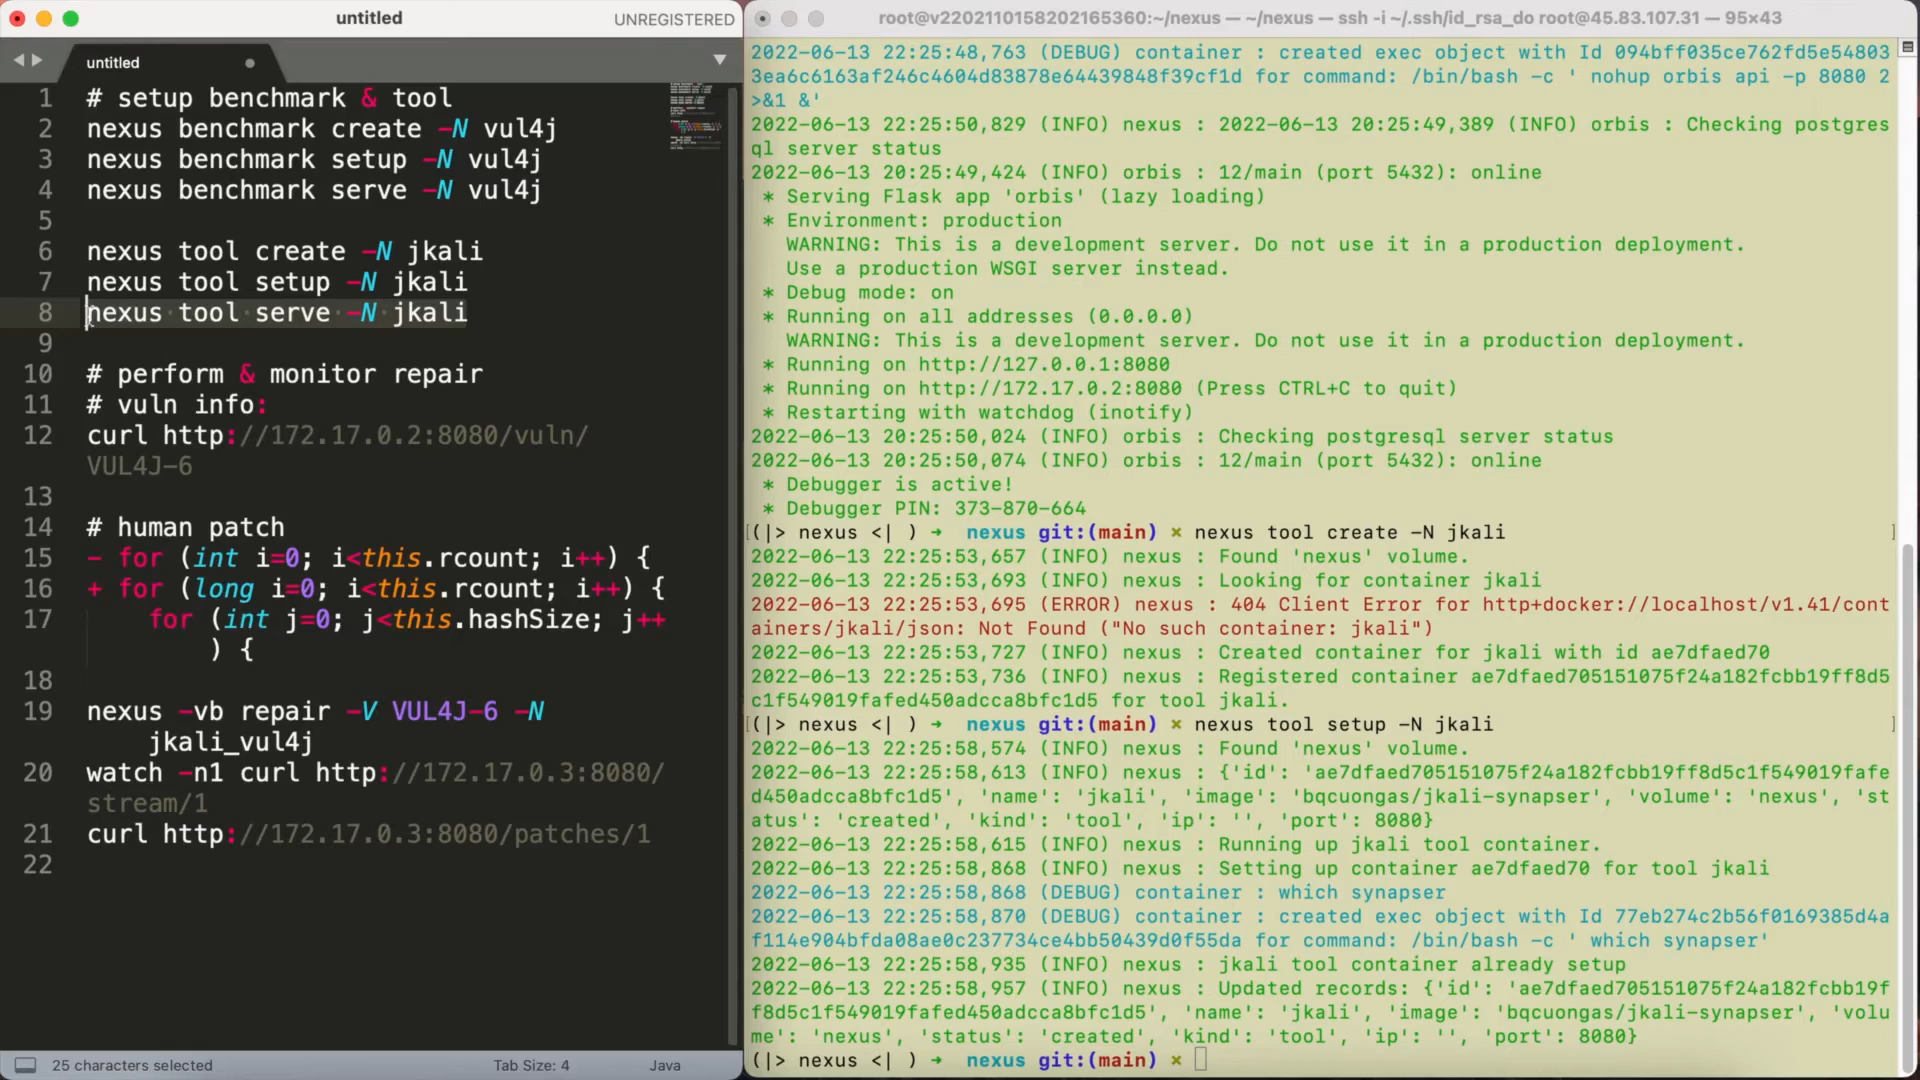 untitled
UNREGISTERED
untitled
1 # setup benchmark & tool
2 nexus benchmark create -N vul4j
3 nexus benchmark setup -N vul4j
4 nexus benchmark serve -N vul4j
5
6 nexus tool create -N jkali
7 nexus tool setup -N jkali
8 nexus tool serve -N jkali
9
10 # perform & monitor repair
11 # vuln info:
12 curl http://172.17.0.2:8080/vuln/
VUL4J-6
13
14 # human patch
15 - for (int i=0; i<this.rcount; i++) {
16 + for (long i=0; i<this.rcount; i++) {
17 for (int j=0; j<this.hashSize; j++
) {
18
19 nexus -vb repair -V VUL4J-6 -N
jkali_vul4j
20 watch -n1 curl http://172.17.0.3:8080/
stream/1
21 curl http://172.17.0.3:8080/patches/1
22
25 characters selected
Tab Size: 4
Java
root@v2202110158202165360:~/nexus — ~/nexus — ssh -i ~/.ssh/id_rsa_do root@45.83.107.31 — 95×43
2022-06-13 22:25:48,763 (DEBUG) container : created exec object with Id 094bff035ce762fd5e54803
3ea6c6163af246c4604d83878e64439848f39cf1d for command: /bin/bash -c ' nohup orbis api -p 8080 2
>&1 &'
2022-06-13 22:25:50,829 (INFO) nexus : 2022-06-13 20:25:49,389 (INFO) orbis : Checking postgres
ql server status
2022-06-13 20:25:49,424 (INFO) orbis : 12/main (port 5432): online
* Serving Flask app 'orbis' (lazy loading)
* Environment: production
WARNING: This is a development server. Do not use it in a production deployment.
Use a production WSGI server instead.
* Debug mode: on
* Running on all addresses (0.0.0.0)
WARNING: This is a development server. Do not use it in a production deployment.
* Running on http://127.0.0.1:8080
* Running on http://172.17.0.2:8080 (Press CTRL+C to quit)
* Restarting with watchdog (inotify)
2022-06-13 20:25:50,024 (INFO) orbis : Checking postgresql server status
2022-06-13 20:25:50,074 (INFO) orbis : 12/main (port 5432): online
* Debugger is active!
* Debugger PIN: 373-870-664
[(|> nexus <| ) ➜ nexus git:(main) × nexus tool create -N jkali ]
2022-06-13 22:25:53,657 (INFO) nexus : Found 'nexus' volume.
2022-06-13 22:25:53,693 (INFO) nexus : Looking for container jkali
2022-06-13 22:25:53,695 (ERROR) nexus : 404 Client Error for http+docker://localhost/v1.41/cont
ainers/jkali/json: Not Found ("No such container: jkali")
2022-06-13 22:25:53,727 (INFO) nexus : Created container for jkali with id ae7dfaed70
2022-06-13 22:25:53,736 (INFO) nexus : Registered container ae7dfaed705151075f24a182fcbb19ff8d5
c1f549019fafed450adcca8bfc1d5 for tool jkali.
[(|> nexus <| ) ➜ nexus git:(main) × nexus tool setup -N jkali ]
2022-06-13 22:25:58,574 (INFO) nexus : Found 'nexus' volume.
2022-06-13 22:25:58,613 (INFO) nexus : {'id': 'ae7dfaed705151075f24a182fcbb19ff8d5c1f549019fafe
d450adcca8bfc1d5', 'name': 'jkali', 'image': 'bqcuongas/jkali-synapser', 'volume': 'nexus', 'st
atus': 'created', 'kind': 'tool', 'ip': '', 'port': 8080}
2022-06-13 22:25:58,615 (INFO) nexus : Running up jkali tool container.
2022-06-13 22:25:58,868 (INFO) nexus : Setting up container ae7dfaed70 for tool jkali
2022-06-13 22:25:58,868 (DEBUG) container : which synapser
2022-06-13 22:25:58,870 (DEBUG) container : created exec object with Id 77eb274c2b56f0169385d4a
f114e904bfda08ae0c237734ce4bb50439d0f55da for command: /bin/bash -c ' which synapser'
2022-06-13 22:25:58,935 (INFO) nexus : jkali tool container already setup
2022-06-13 22:25:58,957 (INFO) nexus : Updated records: {'id': 'ae7dfaed705151075f24a182fcbb19f
f8d5c1f549019fafed450adcca8bfc1d5', 'name': 'jkali', 'image': 'bqcuongas/jkali-synapser', 'volu
me': 'nexus', 'status': 'created', 'kind': 'tool', 'ip': '', 'port': 8080}
(|> nexus <| ) ➜ nexus git:(main) ×